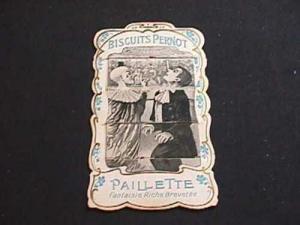 BISCUITS PERNOT
PAILLETTE
Fantaisie Riche Brevetée